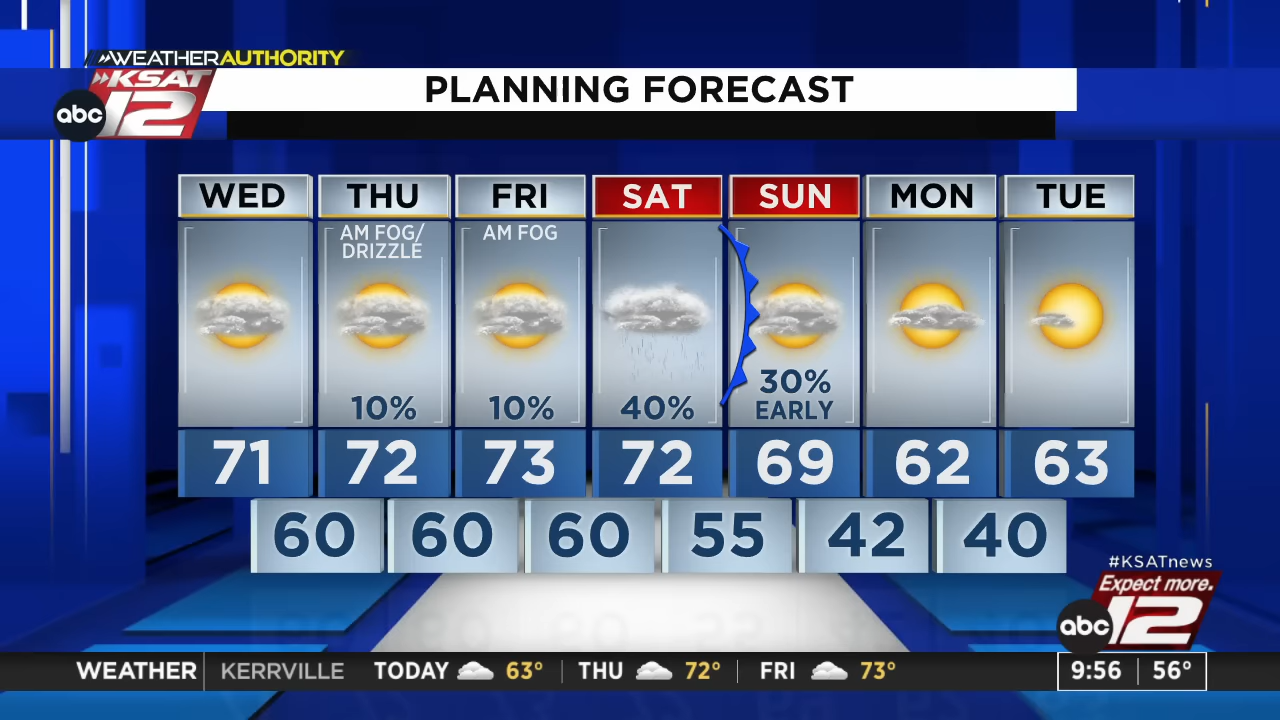 WEATHER AUTHORITY
KSAT
abc 12
PLANNING FORECAST
WED THU FRI SAT SUN MON TUE
AM FOG/
DRIZZLE
AM FOG
10% 10% 40% 30%
EARLY
71 72 73 72 69 62 63
60 60 60 55 42 40
#KSATnews
Expect more.
abc 12
WEATHER KERRVILLE TODAY 63° THU 72° FRI 73° 9:56 56°